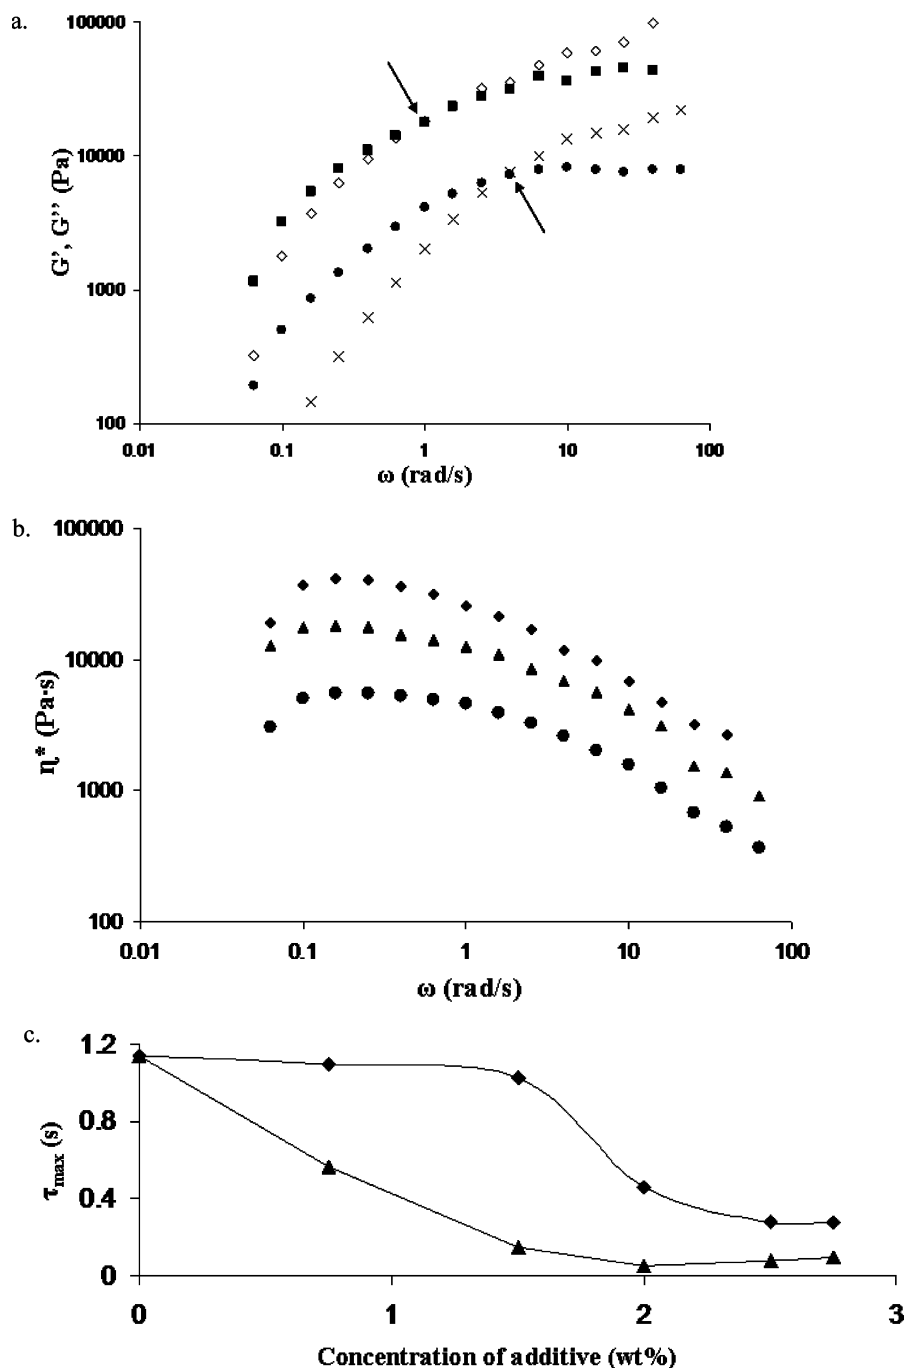 a.
100000
10000
1000
100
G’, G’’ (Pa)
0.01 0.1 1 10 100
ω (rad/s)
b.
100000
10000
1000
100
η* (Pa·s)
0.01 0.1 1 10 100
ω (rad/s)
c.
1.2
0.8
0.4
0
τmax (s)
0 1 2 3
Concentration of additive (wt%)